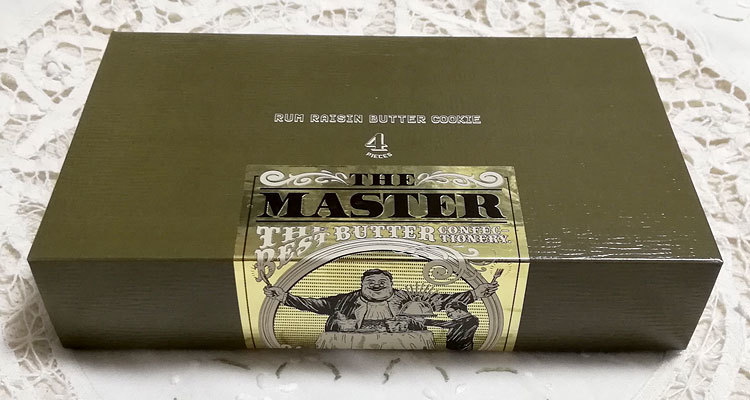 RUM RAISIN BUTTER COOKIE
4
PIECES
THE
MASTER
THE BEST BUTTER CONFECTIONERY.